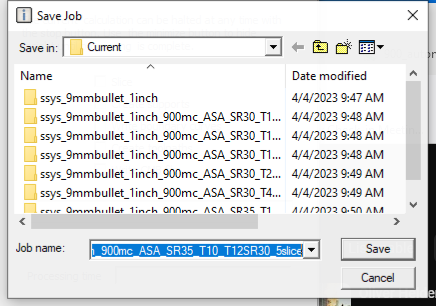 Save Job
Save in: Current
Name Date modified
ssys_9mmbullet_1inch 4/4/2023 9:47 AM
ssys_9mmbullet_1inch_900mc_ASA_SR30_T1... 4/4/2023 9:48 AM
ssys_9mmbullet_1inch_900mc_ASA_SR30_T1... 4/4/2023 9:48 AM
ssys_9mmbullet_1inch_900mc_ASA_SR30_T1... 4/4/2023 9:48 AM
ssys_9mmbullet_1inch_900mc_ASA_SR30_T2... 4/4/2023 9:49 AM
ssys_9mmbullet_1inch_900mc_ASA_SR30_T4... 4/4/2023 9:49 AM
ssys_9mmbullet_1inch_900mc_ASA_SR35_T1... 4/4/2023 9:50 AM
Job name: _900mc_ASA_SR35_T10_T12SR30_5slice Save
Cancel